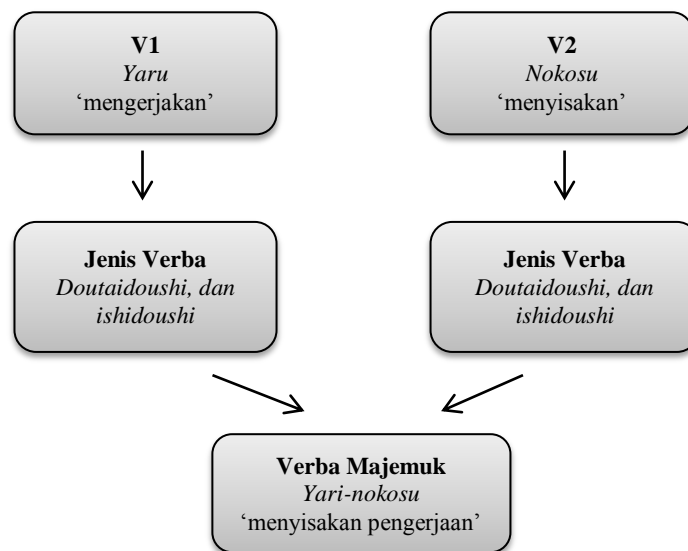 V1
Yaru
‘mengerjakan’
V2
Nokosu
‘menyisakan’
Jenis Verba
Doutaidoushi, dan
ishidoushi
Jenis Verba
Doutaidoushi, dan
ishidoushi
Verba Majemuk
Yari-nokosu
‘menyisakan pengerjaan’